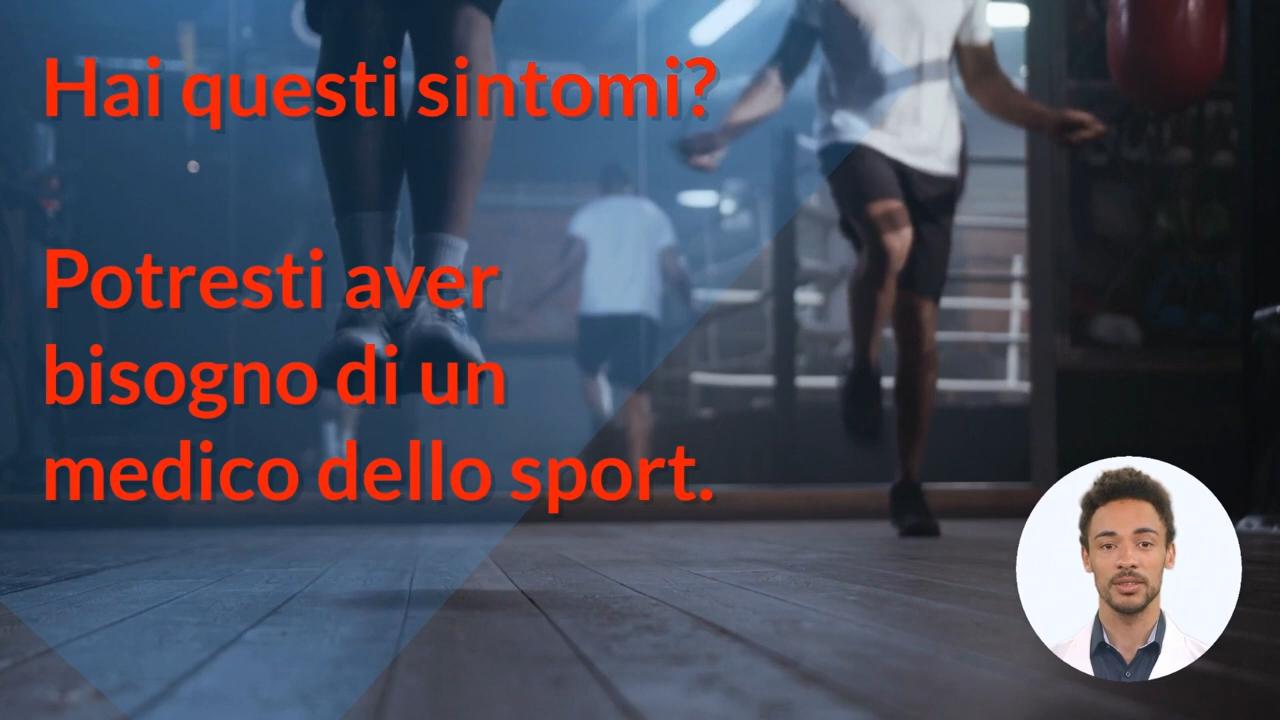 Hai questi sintomi?
Potresti aver
bisogno di un
medico dello sport.